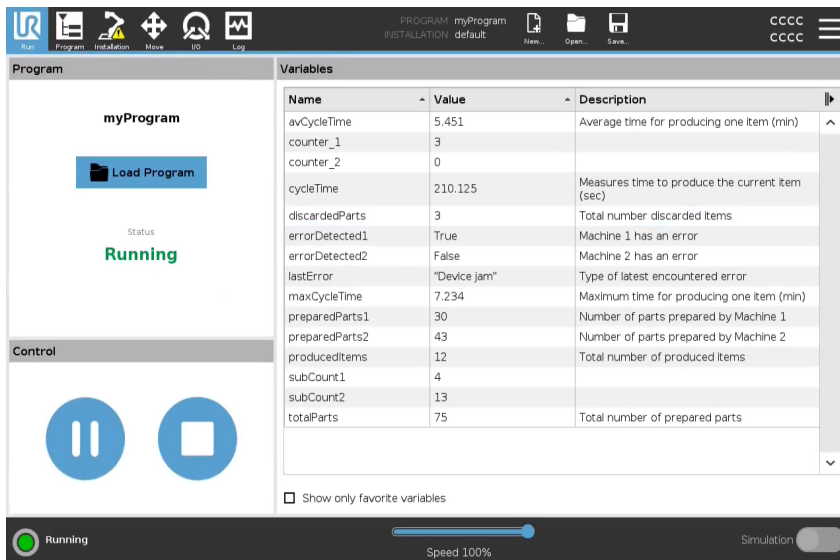 UR
Run
Program
Installation
Move
I/O
Log
PROGRAM myProgram
INSTALLATION default
New...
Open...
Save...
CCCC
CCCC
Program
myProgram
Load Program
Status
Running
Control
Variables
Name Value Description
avCycleTime 5.451 Average time for producing one item (min)
counter_1 3
counter_2 0
cycleTime 210.125 Measures time to produce the current item
(sec)
discardedParts 3 Total number discarded items
errorDetected1 True Machine 1 has an error
errorDetected2 False Machine 2 has an error
lastError "Device jam" Type of latest encountered error
maxCycleTime 7.234 Maximum time for producing one item (min)
preparedParts1 30 Number of parts prepared by Machine 1
preparedParts2 43 Number of parts prepared by Machine 2
producedItems 12 Total number of produced items
subCount1 4
subCount2 13
totalParts 75 Total number of prepared parts
Show only favorite variables
Running
Speed 100%
Simulation